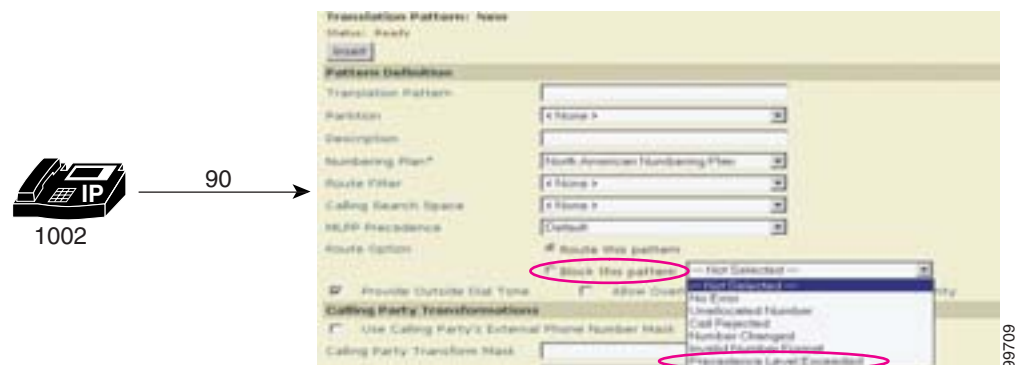 Translation Pattern: New
Status: Ready
Insert
Pattern Definition
Translation Pattern
Partition
< None >
Description
Numbering Plan*
North American Numbering Plan
Route Filter
< None >
Calling Search Space
< None >
MLPP Precedence
Default
Route Option
Route this pattern
Block this pattern
-- Not Selected --
-- Not Selected --
No Error
Unallocated Number
Call Rejected
Number Changed
Invalid Number Format
Precedence Level Exceeded
Provide Outside Dial Tone
Allow
Calling Party Transformations
Use Calling Party's External Phone Number Mask
Calling Party Transform Mask
IP
1002
90
99709